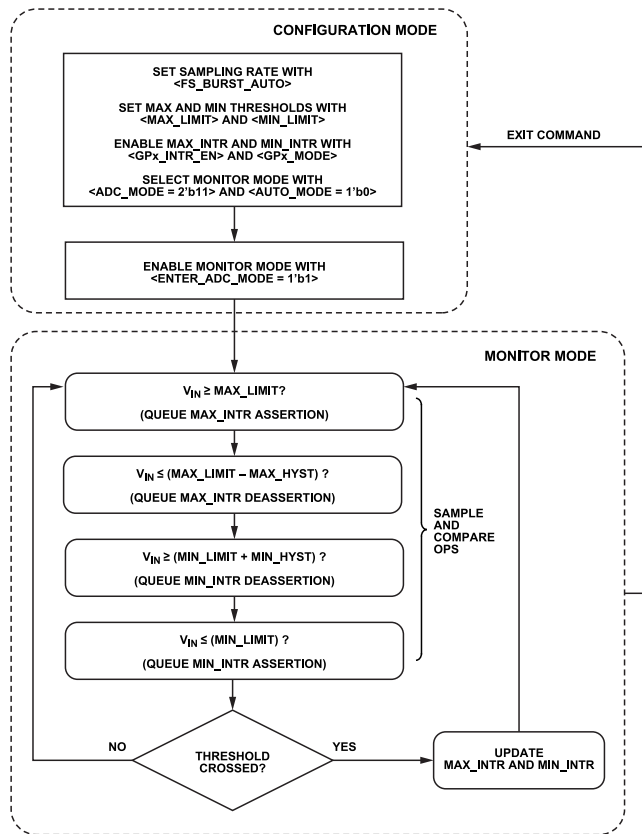 CONFIGURATION MODE
SET SAMPLING RATE WITH
<FS_BURST_AUTO>
SET MAX AND MIN THRESHOLDS WITH
<MAX_LIMIT> AND <MIN_LIMIT>
ENABLE MAX_INTR AND MIN_INTR WITH
<GPx_INTR_EN> AND <GPx_MODE>
SELECT MONITOR MODE WITH
<ADC_MODE = 2'b11> AND <AUTO_MODE = 1'b0>
EXIT COMMAND
ENABLE MONITOR MODE WITH
<ENTER_ADC_MODE = 1'b1>
MONITOR MODE
VIN ≥ MAX_LIMIT?
(QUEUE MAX_INTR ASSERTION)
VIN ≤ (MAX_LIMIT – MAX_HYST) ?
(QUEUE MAX_INTR DEASSERTION)
VIN ≥ (MIN_LIMIT + MIN_HYST) ?
(QUEUE MIN_INTR DEASSERTION)
VIN ≤ (MIN_LIMIT) ?
(QUEUE MIN_INTR ASSERTION)
SAMPLE
AND
COMPARE
OPS
NO
THRESHOLD
CROSSED?
YES
UPDATE
MAX_INTR AND MIN_INTR